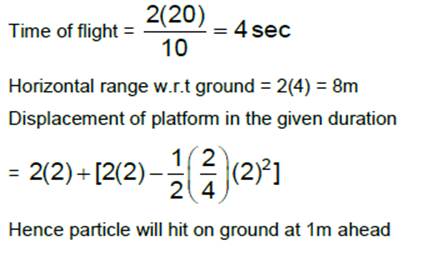 Time of flight = \frac{2(20)}{10} = 4 sec
Horizontal range w.r.t ground = 2(4) = 8m
Displacement of platform in the given duration
= 2(2)+[2(2)-\frac{1}{2}\left(\frac{2}{4}\right)(2)^2]
Hence particle will hit on ground at 1m ahead